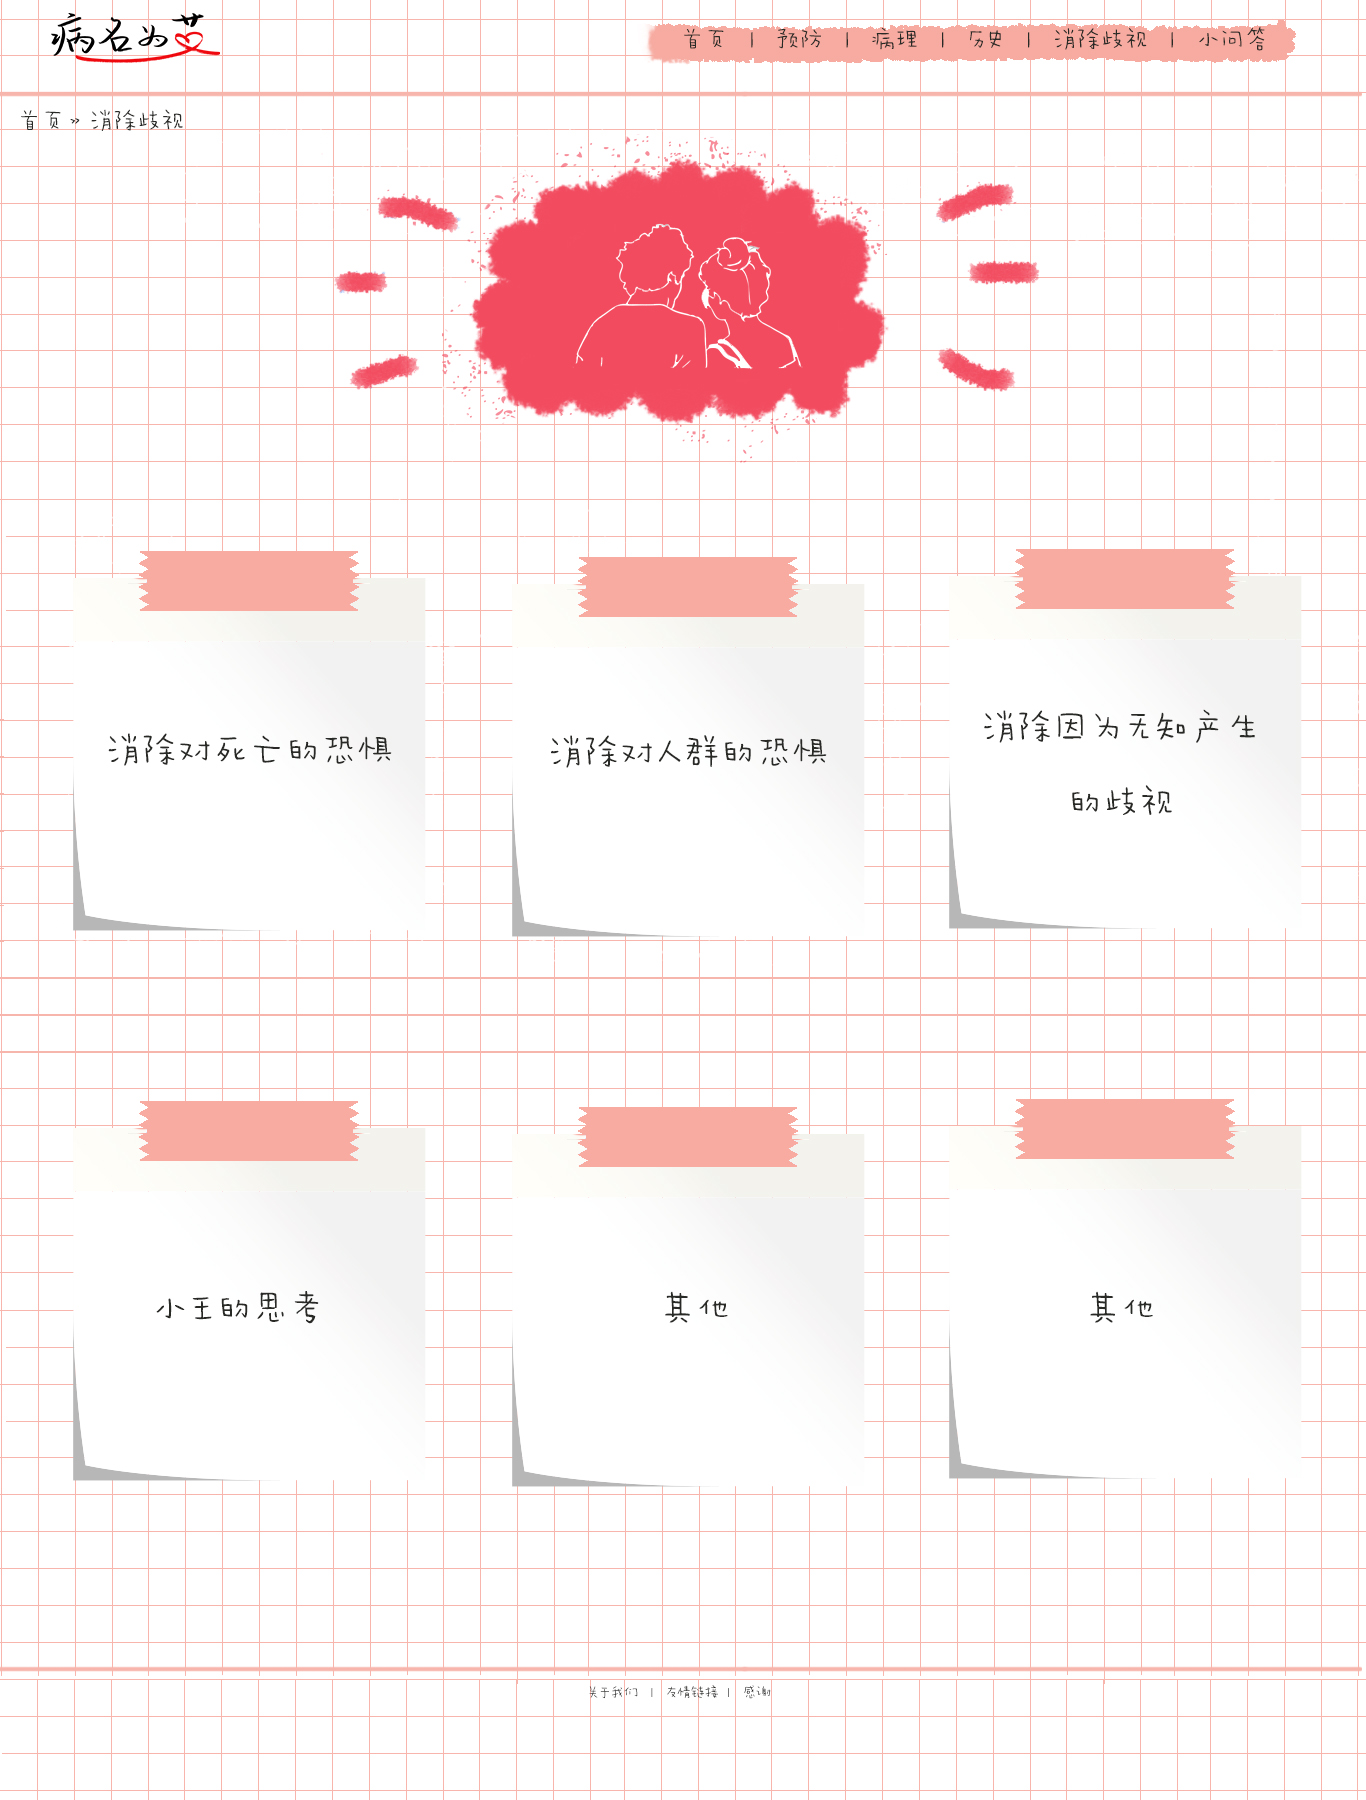 病名为艾
首页 | 预防 | 病理 | 历史 | 消除歧视 | 小问答
首页 » 消除歧视
消除对死亡的恐惧
消除对人群的恐惧
消除因为无知产生
的歧视
小王的思考
其他
其他
关于我们 | 友情链接 | 感谢